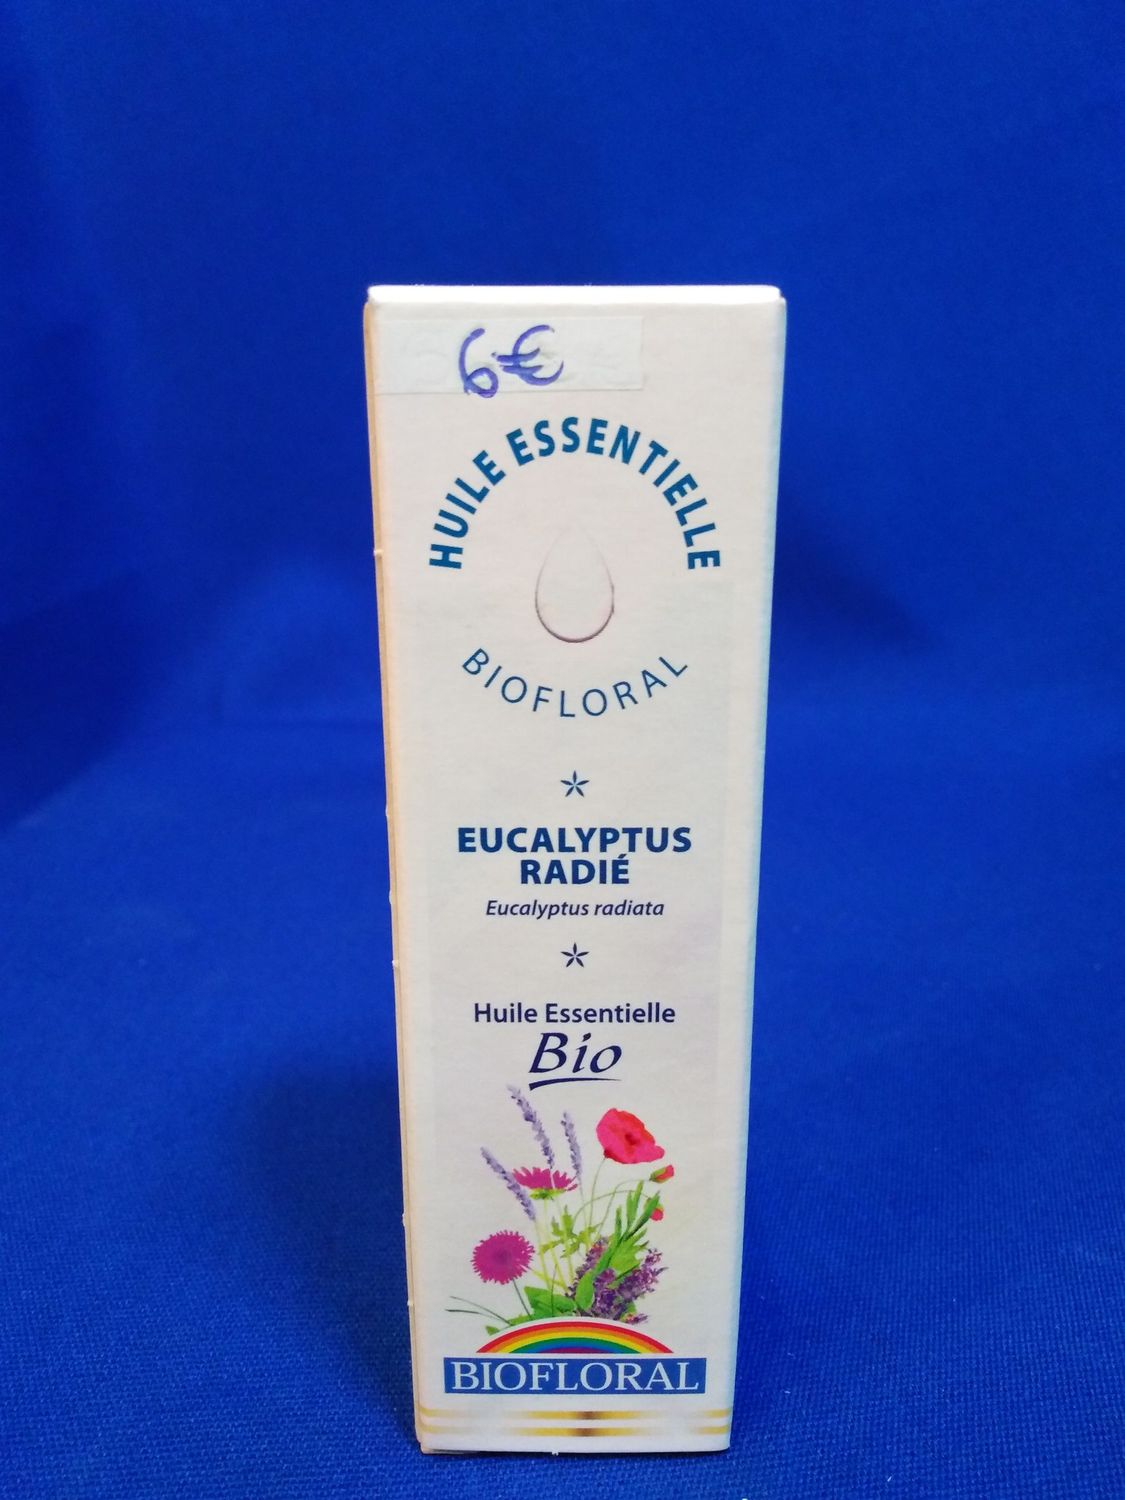 6€
HUILE ESSENTIELLE
BIOFLORAL
EUCALYPTUS
RADIÉ
Eucalyptus radiata
Huile Essentielle
Bio
BIOFLORAL